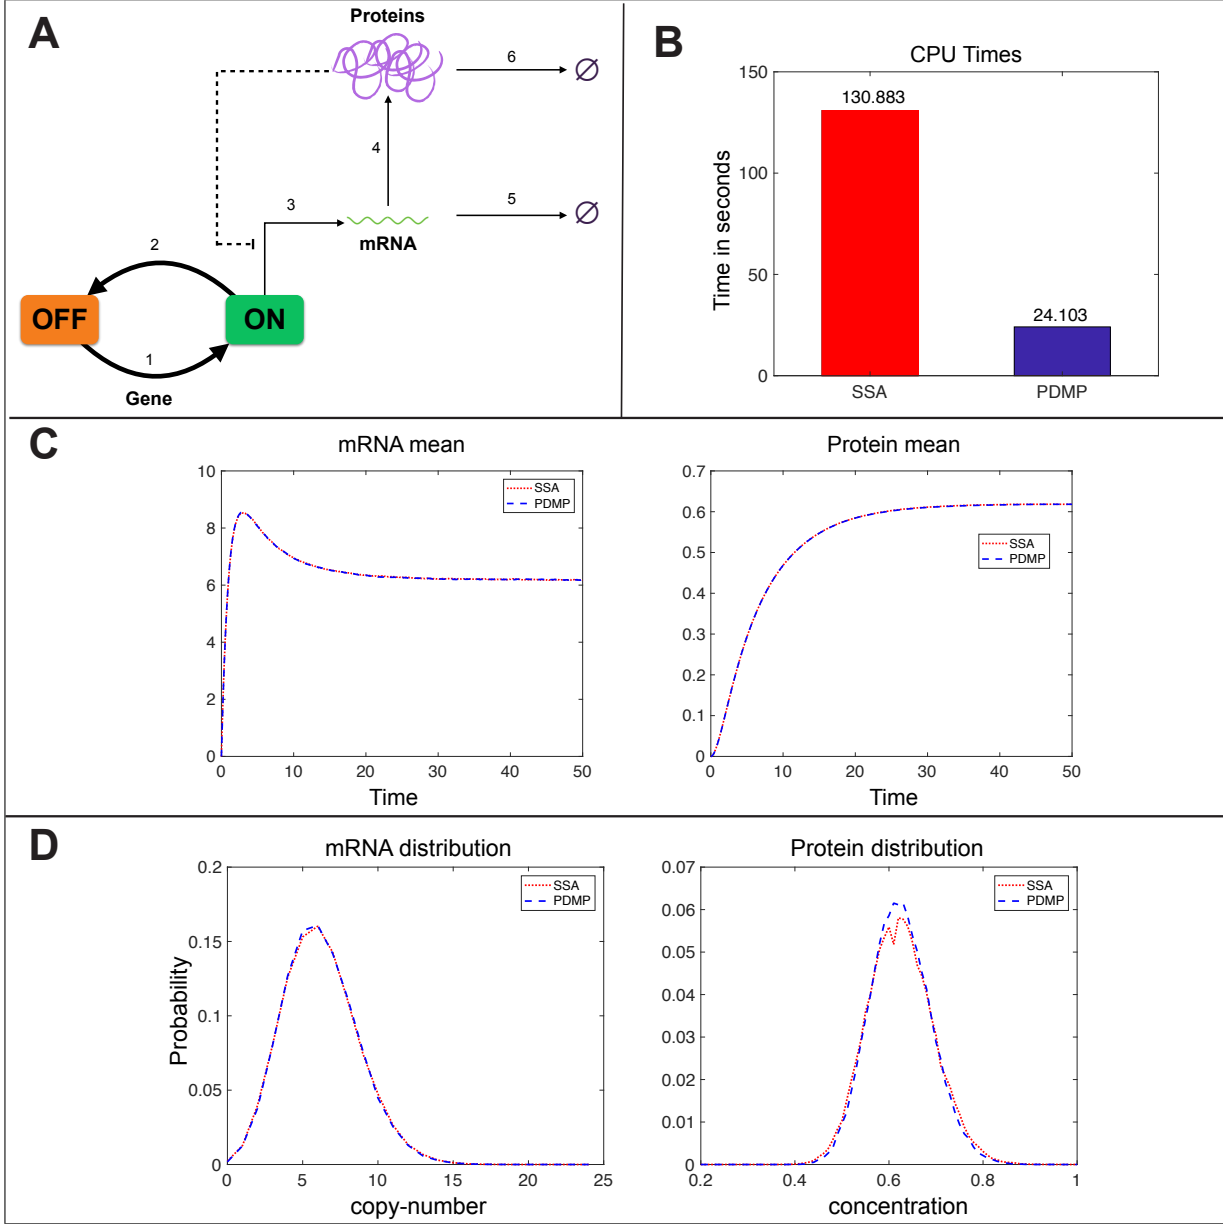 A
Proteins
6
∅
4
3
5
∅
mRNA
2
OFF
ON
1
Gene
B
CPU Times
150
130.883
100
Time in seconds
50
24.103
0
SSA
PDMP
C
mRNA mean
10
SSA
PDMP
8
6
4
2
0
0 10 20 30 40 50
Time
Protein mean
0.7
0.6
SSA
PDMP
0.5
0.4
0.3
0.2
0.1
0
0 10 20 30 40 50
Time
D
mRNA distribution
0.2
SSA
PDMP
0.15
Probability
0.1
0.05
0
0 5 10 15 20 25
copy-number
Protein distribution
0.07
SSA
PDMP
0.06
0.05
0.04
0.03
0.02
0.01
0
0.2 0.4 0.6 0.8 1
concentration